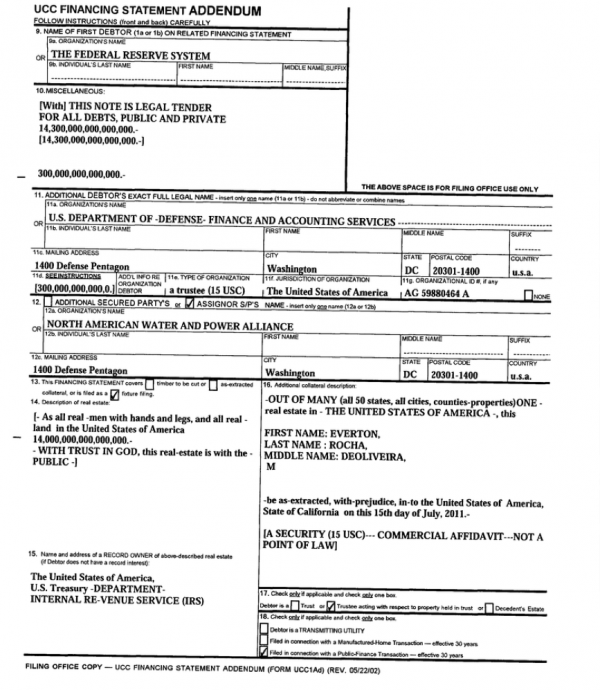 UCC FINANCING STATEMENT ADDENDUM
FOLLOW INSTRUCTIONS (front and back) CAREFULLY
9. NAME OF FIRST DEBTOR (1a or 1b) ON RELATED FINANCING STATEMENT
9a. ORGANIZATION'S NAME
OR THE FEDERAL RESERVE SYSTEM
9b. INDIVIDUAL'S LAST NAME FIRST NAME MIDDLE NAME, SUFFIX
10. MISCELLANEOUS:
[With] THIS NOTE IS LEGAL TENDER
FOR ALL DEBTS, PUBLIC AND PRIVATE
14,300,000,000,000,000.-
[14,300,000,000,000,000.-]
300,000,000,000,000.-
THE ABOVE SPACE IS FOR FILING OFFICE USE ONLY
11. ADDITIONAL DEBTOR'S EXACT FULL LEGAL NAME - insert only one name (11a or 11b) - do not abbreviate or combine names
11a. ORGANIZATION'S NAME
OR U.S. DEPARTMENT OF -DEFENSE- FINANCE AND ACCOUNTING SERVICES
11b. INDIVIDUAL'S LAST NAME FIRST NAME MIDDLE NAME SUFFIX
11c. MAILING ADDRESS CITY STATE POSTAL CODE COUNTRY
1400 Defense Pentagon Washington DC 20301-1400 u.s.a.
11d. SEE INSTRUCTIONS ADD'L INFO RE ORGANIZATION DEBTOR 11e. TYPE OF ORGANIZATION 11f. JURISDICTION OF ORGANIZATION 11g. ORGANIZATIONAL ID #, if any
[300,000,000,000,0.] a trustee (15 USC) The United States of America AG 59880464 A NONE
12. ADDITIONAL SECURED PARTY'S or ASSIGNOR S/P'S NAME - insert only one name (12a or 12b)
12a. ORGANIZATION'S NAME
OR NORTH AMERICAN WATER AND POWER ALLIANCE
12b. INDIVIDUAL'S LAST NAME FIRST NAME MIDDLE NAME SUFFIX
12c. MAILING ADDRESS CITY STATE POSTAL CODE COUNTRY
1400 Defense Pentagon Washington DC 20301-1400 u.s.a.
13. This FINANCING STATEMENT covers timber to be cut or as-extracted
collateral, or is filed as a fixture filing.
14. Description of real estate:
[- As all real -men with hands and legs, and all real -
land in the United States of America
14,000,000,000,000,000.-
- WITH TRUST IN GOD, this real-estate is with the -
PUBLIC -]
15. Name and address of a RECORD OWNER of above-described real estate
(if Debtor does not have a record interest):
The United States of America,
U.S. Treasury -DEPARTMENT-
INTERNAL RE-VENUE SERVICE (IRS)
16. Additional collateral description:
-OUT OF MANY (all 50 states, all cities, counties-properties)ONE -
real estate in - THE UNITED STATES OF AMERICA -, this
FIRST NAME: EVERTON,
LAST NAME : ROCHA,
MIDDLE NAME: DEOLIVEIRA,
M
-be as-extracted, with-prejudice, in-to the United States of America,
State of California on this 15th day of July, 2011.-
[A SECURITY (15 USC)--- COMMERCIAL AFFIDAVIT---NOT A
POINT OF LAW]
17. Check only if applicable and check only one box.
Debtor is a Trust or Trustee acting with respect to property held in trust or Decedent's Estate
18. Check only if applicable and check only one box.
Debtor is a TRANSMITTING UTILITY
Filed in connection with a Manufactured-Home Transaction — effective 30 years
Filed in connection with a Public-Finance Transaction — effective 30 years
FILING OFFICE COPY — UCC FINANCING STATEMENT ADDENDUM (FORM UCC1Ad) (REV. 05/22/02)